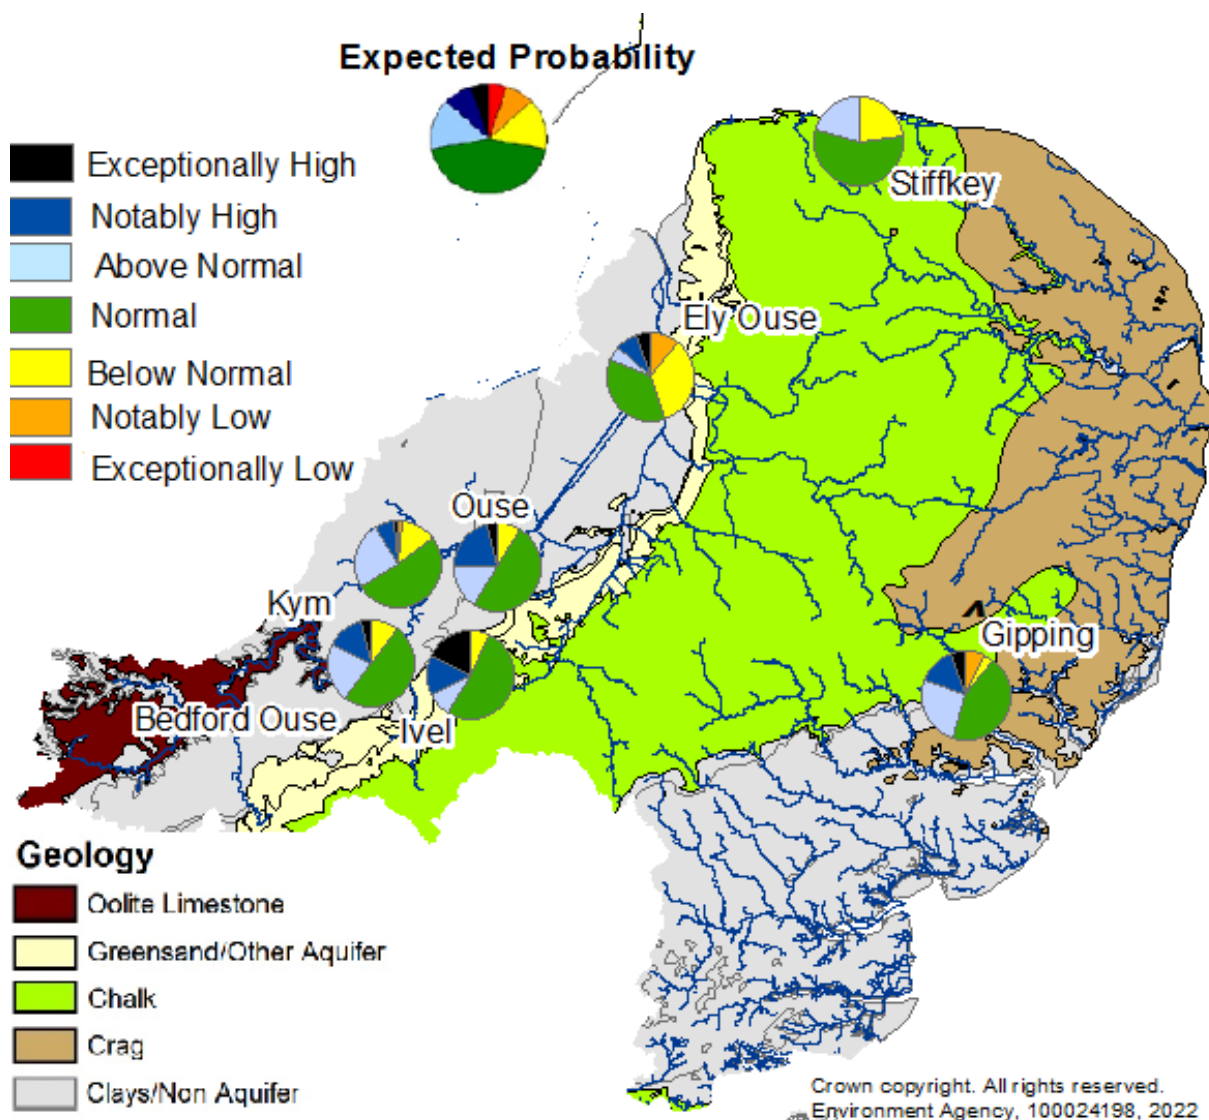 Expected Probability
Exceptionally High
Notably High
Above Normal
Normal
Below Normal
Notably Low
Exceptionally Low
Stiffkey
Ely Ouse
Ouse
Kym
Gipping
Bedford Ouse
Ivel
Geology
Oolite Limestone
Greensand/Other Aquifer
Chalk
Crag
Clays/Non Aquifer
Crown copyright. All rights reserved.
Environment Agency, 100024198, 2022